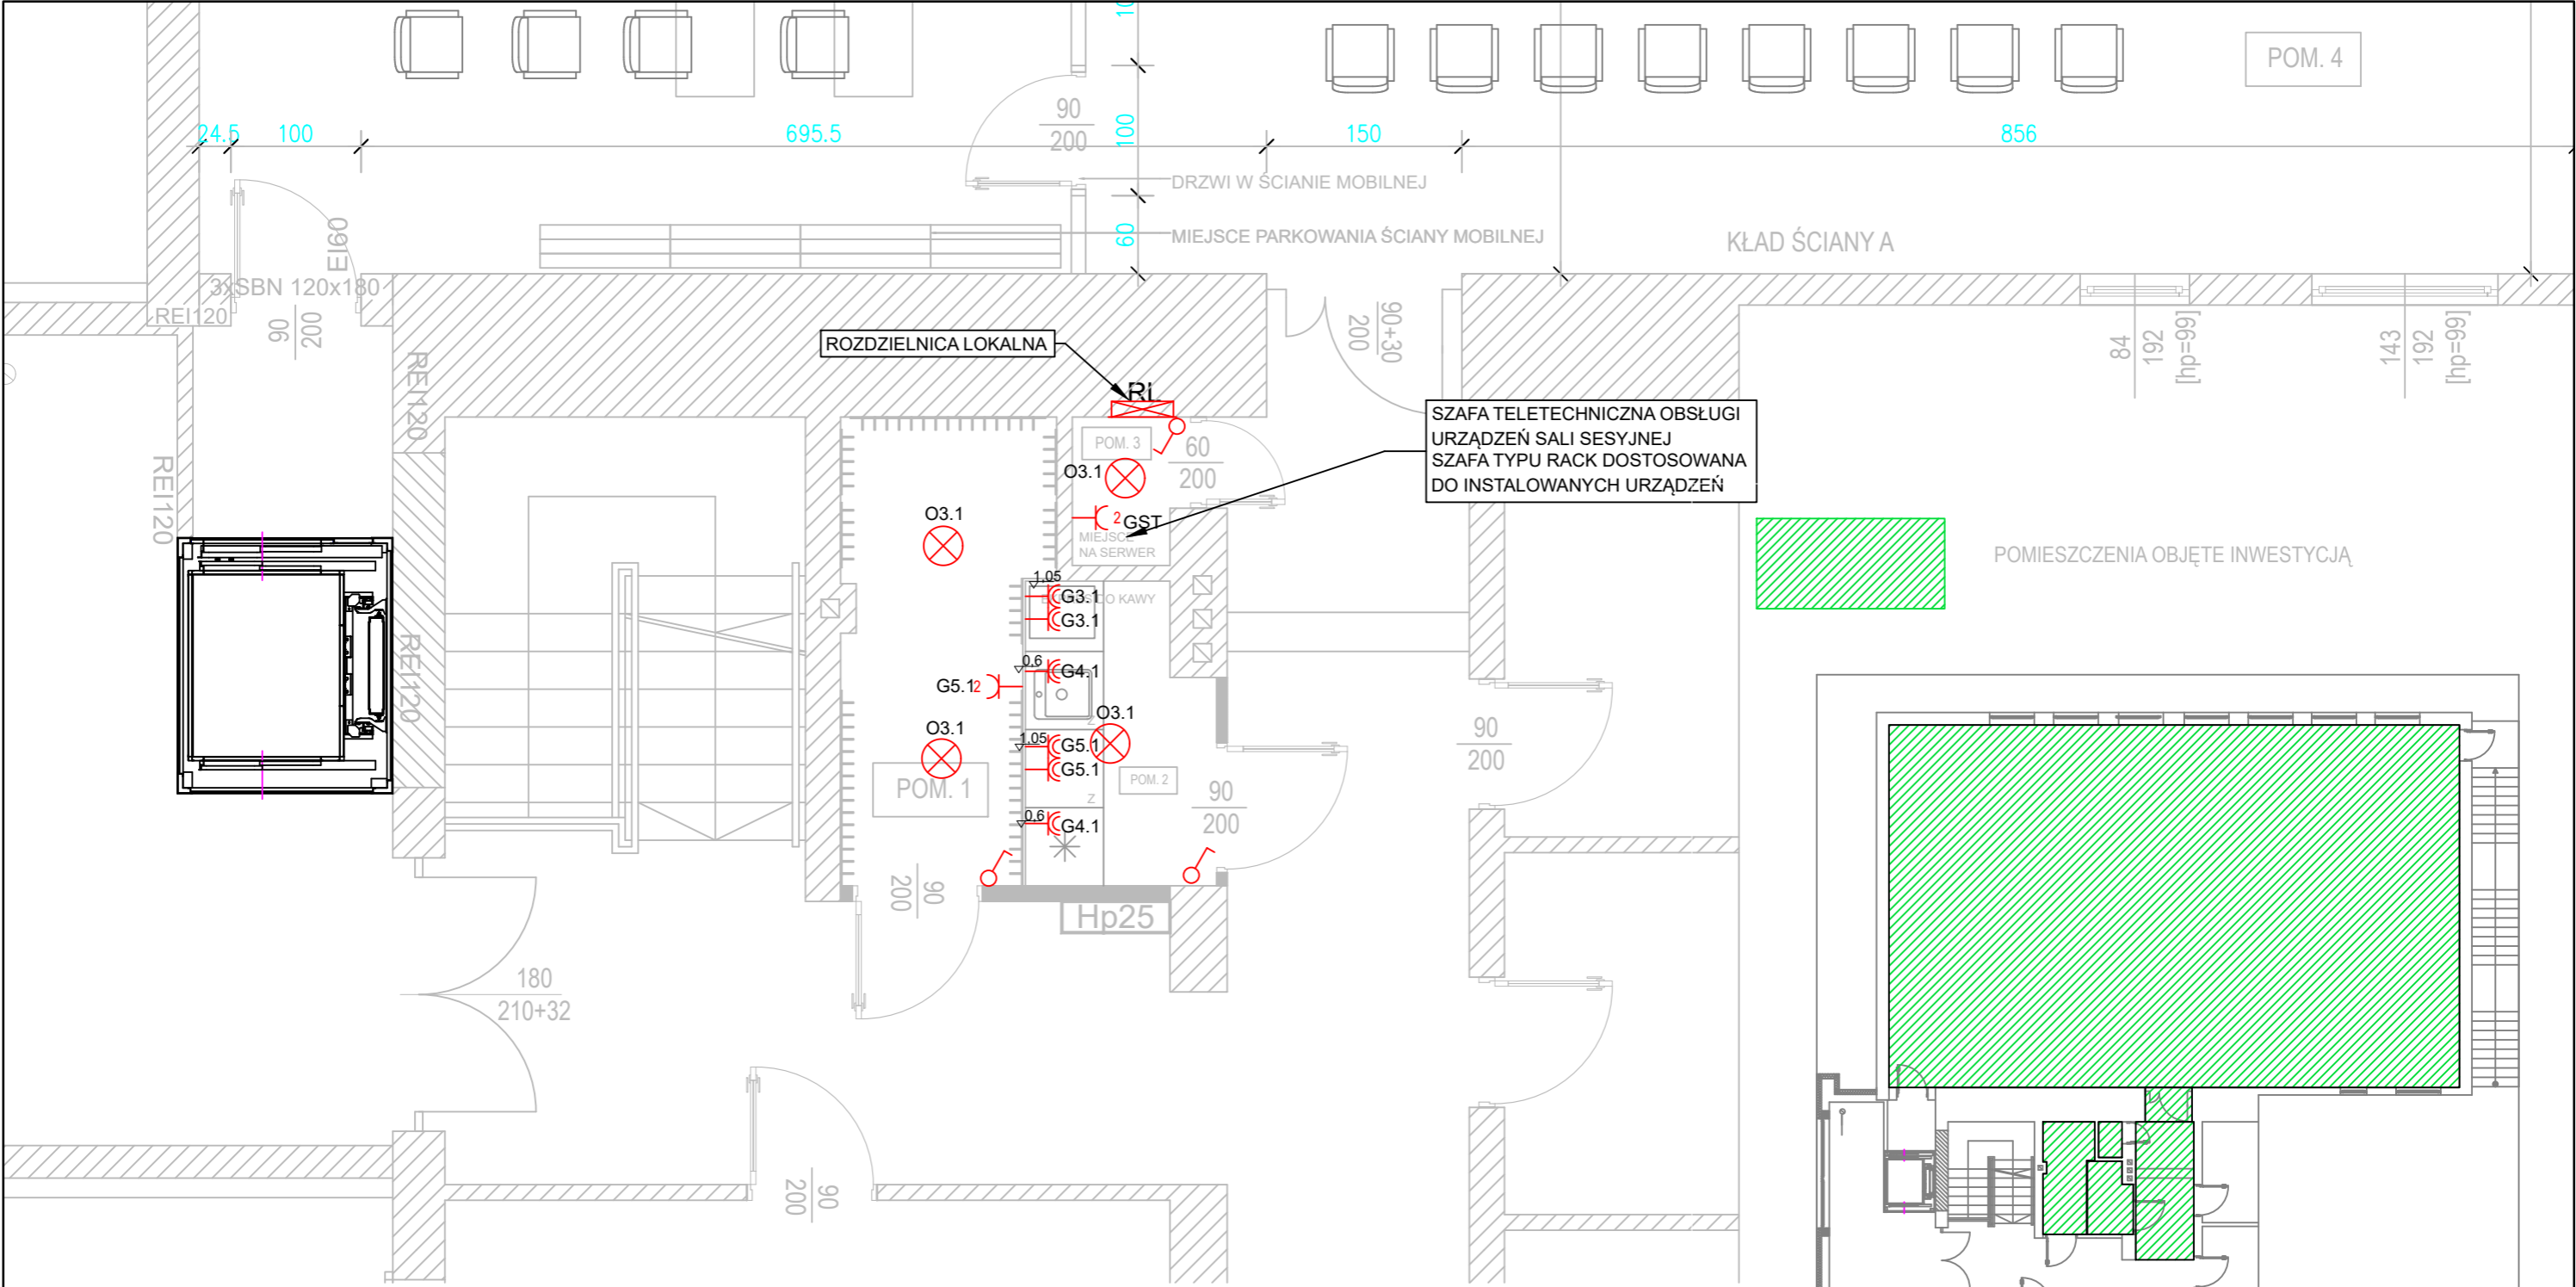 POM. 4
10
90
200
24.5
100
695.5
100
150
856
DRZWI W ŚCIANIE MOBILNEJ
60
MIEJSCE PARKOWANIA ŚCIANY MOBILNEJ
KŁAD ŚCIANY A
EI60
3xSBN 120x180
REI120
90
200
90+30
200
84
192
[hp=99]
143
192
[hp=99]
ROZDZIELNICA LOKALNA
RL
REI120
SZAFA TELETECHNICZNA OBSŁUGI
URZĄDZEŃ SALI SESYJNEJ
SZAFA TYPU RACK DOSTOSOWANA
DO INSTALOWANYCH URZĄDZEŃ
POM. 3
60
200
O3.1
REI120
O3.1
2
GST
MIEJSCE
NA SERWER
POMIESZCZENIA OBJĘTE INWESTYCJĄ
1,05
G3.1
DO KAWY
G3.1
REI120
0,6
G4.1
G5.1
2
O3.1
Z
O3.1
1,05
G5.1
G5.1
90
200
POM. 1
POM. 2
Z
90
200
0,6
G4.1
90
200
Hp25
180
210+32
90
200